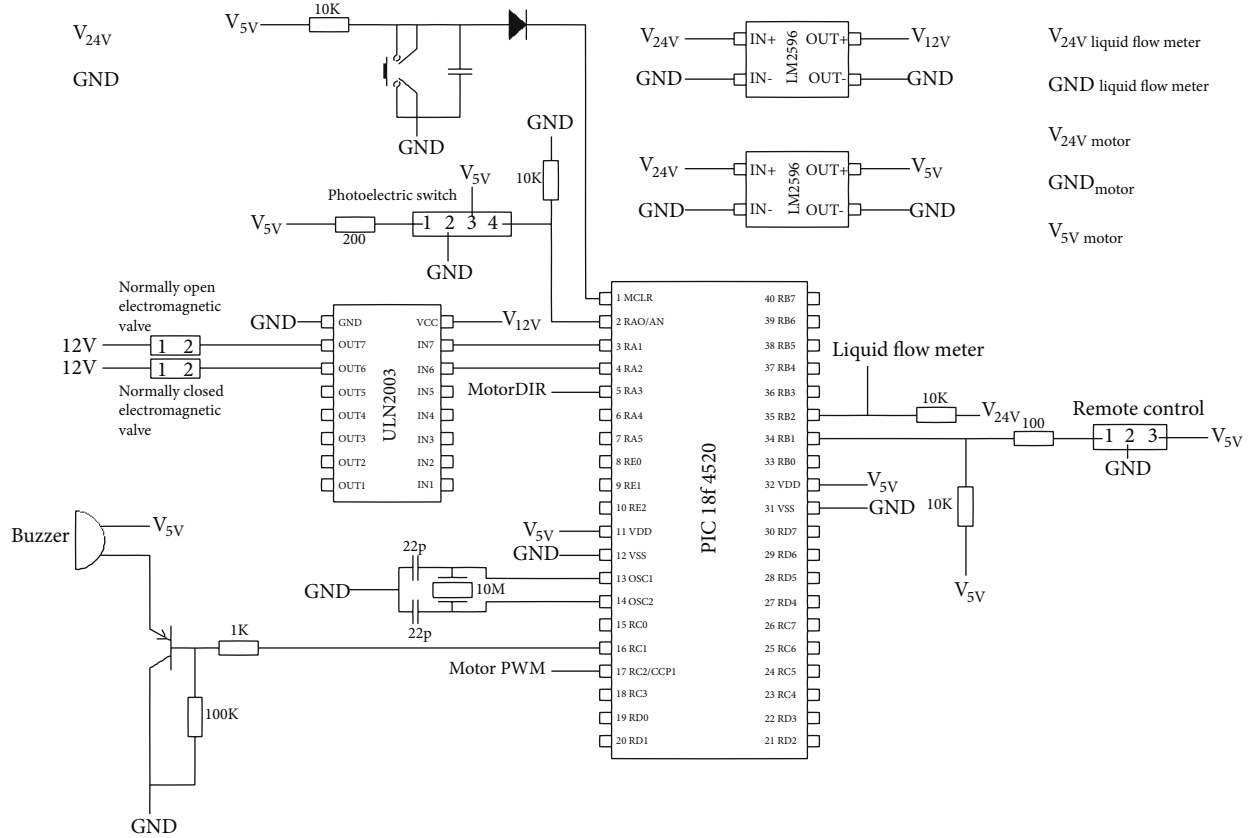 V24V
GND
V5V
10K
GND
V24V
IN+
OUT+
V12V
GND
IN-
OUT-
GND
LM2596
V24V
IN+
OUT+
V5V
GND
IN-
OUT-
GND
LM2596
V24V liquid flow meter
GND liquid flow meter
V24V motor
GND motor
V5V motor
GND
10K
Photoelectric switch
V5V
V5V
200
1 2 3 4
GND
Normally open
electromagnetic
valve
12V
1 2
12V
1 2
Normally closed
electromagnetic
valve
GND
V12V
ULN2003
GND
OUT7
OUT6
OUT5
OUT4
OUT3
OUT2
OUT1
VCC
IN7
IN6
IN5
IN4
IN3
IN2
IN1
MotorDIR
V5V
GND
PIC 18f 4520
1 MCLR
2 RAO/AN
3 RA1
4 RA2
5 RA3
6 RA4
7 RA5
8 RE0
9 RE1
10 RE2
11 VDD
12 VSS
13 OSC1
14 OSC2
15 RC0
16 RC1
17 RC2/CCP1
18 RC3
19 RD0
20 RD1
40 RB7
39 RB6
38 RB5
37 RB4
36 RB3
35 RB2
34 RB1
33 RB0
32 VDD
31 VSS
30 RD7
29 RD6
28 RD5
27 RD4
26 RC7
25 RC6
24 RC5
23 RC4
22 RD3
21 RD2
Liquid flow meter
10K
V24V
100
Remote control
1 2 3
V5V
GND
V5V
GND
10K
V5V
Buzzer
V5V
22p
GND
10M
22p
1K
Motor PWM
100K
GND